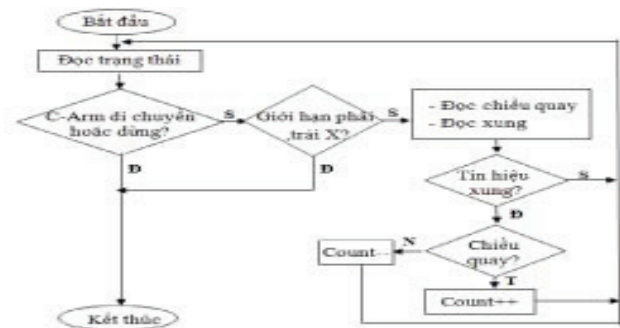 Bắt đầu
Đọc trạng thái
C-Arm di chuyển
hoặc dừng?
S
Giới hạn phải
,trái X?
S
- Đọc chiều quay
- Đọc xung
Đ
Đ
Tín hiệu
xung?
S
Đ
Chiều
quay?
N
Count--
T
Count++
Kết thúc